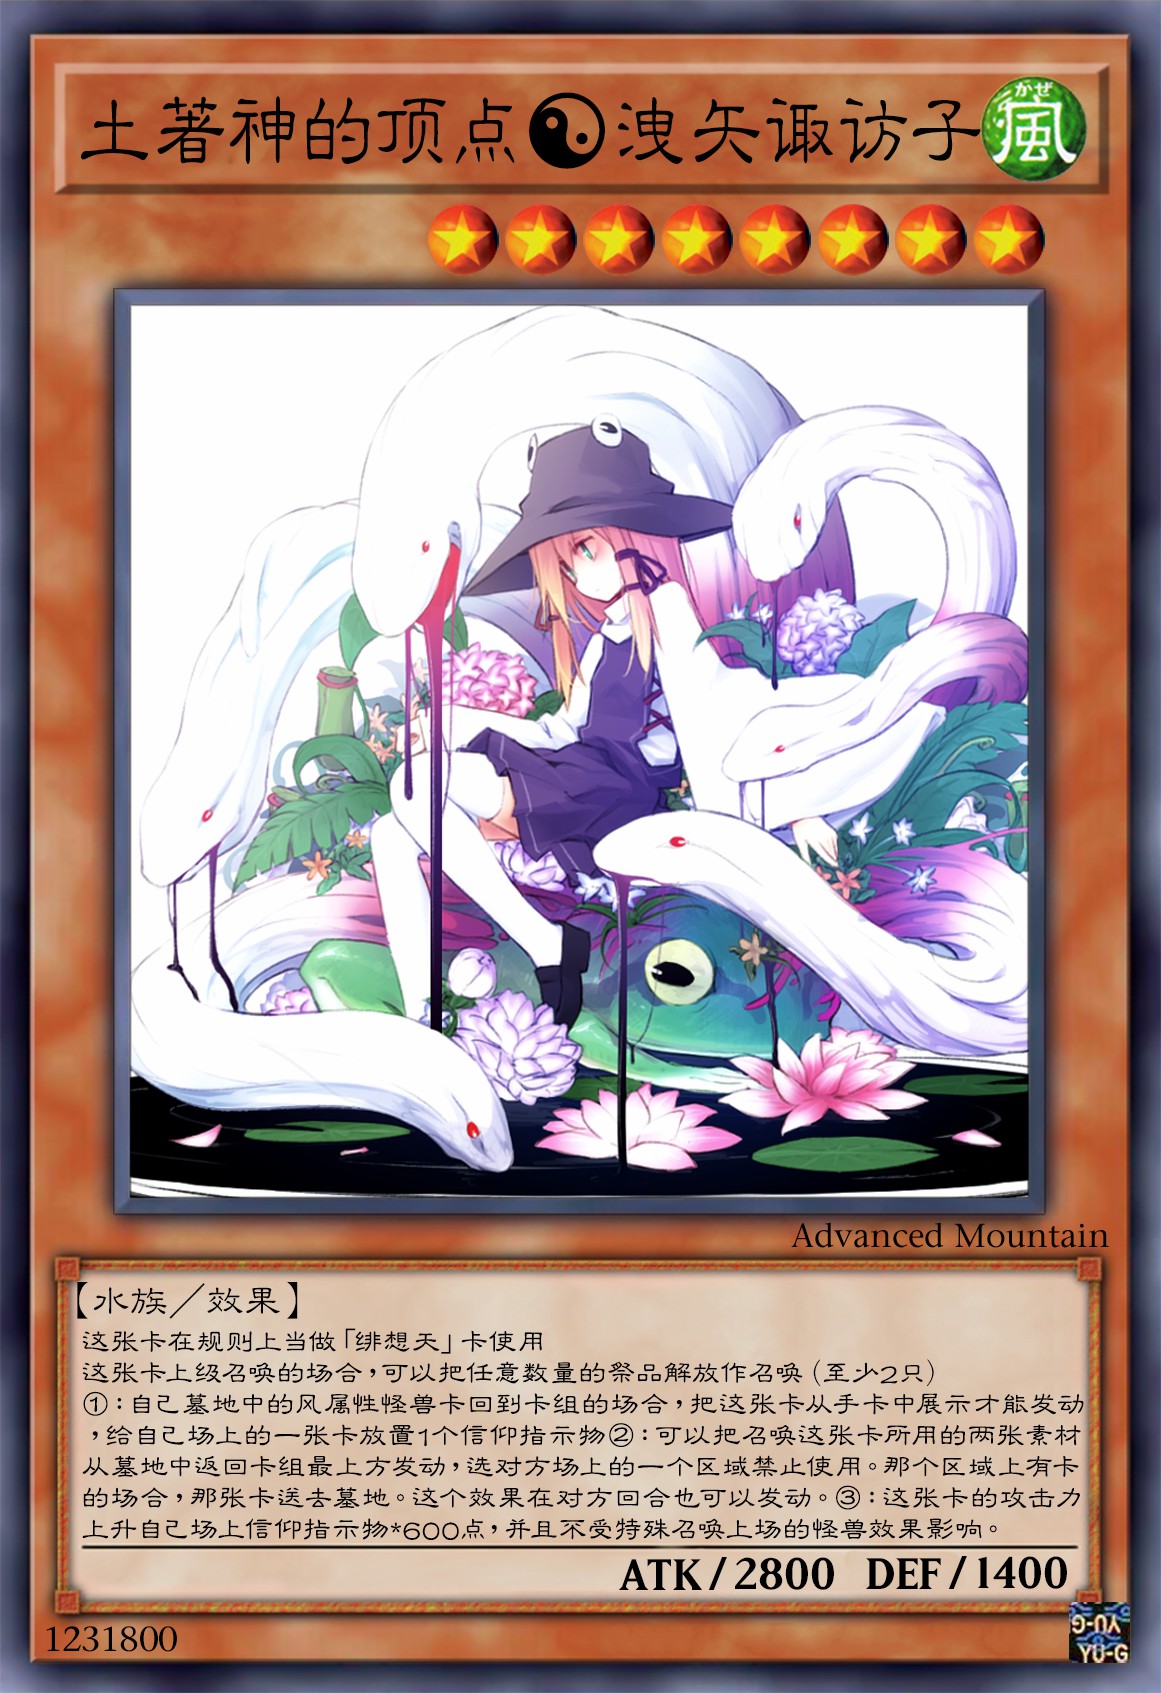 土著神的顶点☯洩矢诹访子
かぜ
風
Advanced Mountain
【水族／效果】
这张卡在规则上当做「绯想天」卡使用
这张卡上级召唤的场合，可以把任意数量的祭品解放作召唤（至少2只）
①：自己墓地中的风属性怪兽卡回到卡组的场合，把这张卡从手卡中展示才能发动
，给自己场上的一张卡放置1个信仰指示物②：可以把召唤这张卡所用的两张素材
从墓地中返回卡组最上方发动，选对方场上的一个区域禁止使用。那个区域上有卡
的场合，那张卡送去墓地。这个效果在对方回合也可以发动。③：这张卡的攻击力
上升自己场上信仰指示物*600点，并且不受特殊召唤上场的怪兽效果影响。
ATK/2800 DEF/1400
1231800
YU-G
YU-G